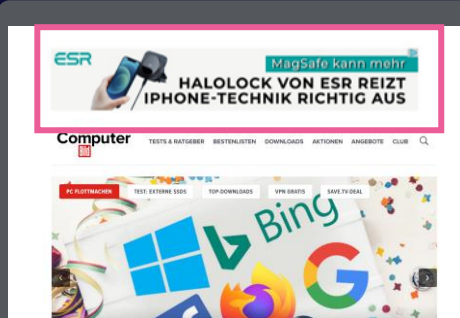 ESR
MagSafe kann mehr
HALOLOCK VON ESR REIZT
IPHONE-TECHNIK RICHTIG AUS
Computer
Bild
TESTS & RATGEBER BESTENLISTEN DOWNLOADS AKTIONEN ANGEBOTE CLUB
PC FLOTTMACHEN TEST: EXTERNE SSDS TOP-DOWNLOADS VPN GRATIS SAVE.TV-DEAL
Bing